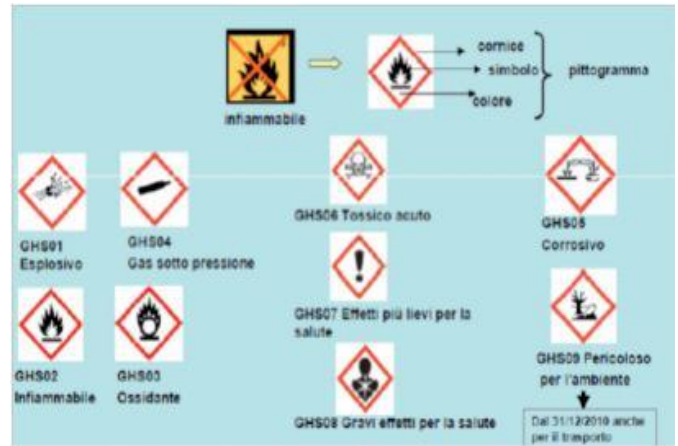 cornice
simbolo
pittogramma
colore
infiammabile
GHS01
Esplosivo
GHS04
Gas sotto pressione
GHS06 Tossico acuto
GHS05
Corrosivo
GHS07 Effetti più lievi per la
salute
GHS02
Infiammabile
GHS03
Ossidante
GHS08 Gravi effetti per la salute
GHS09 Pericoloso
per l'ambiente
Dal 31/12/2010 anche
per il trasporto